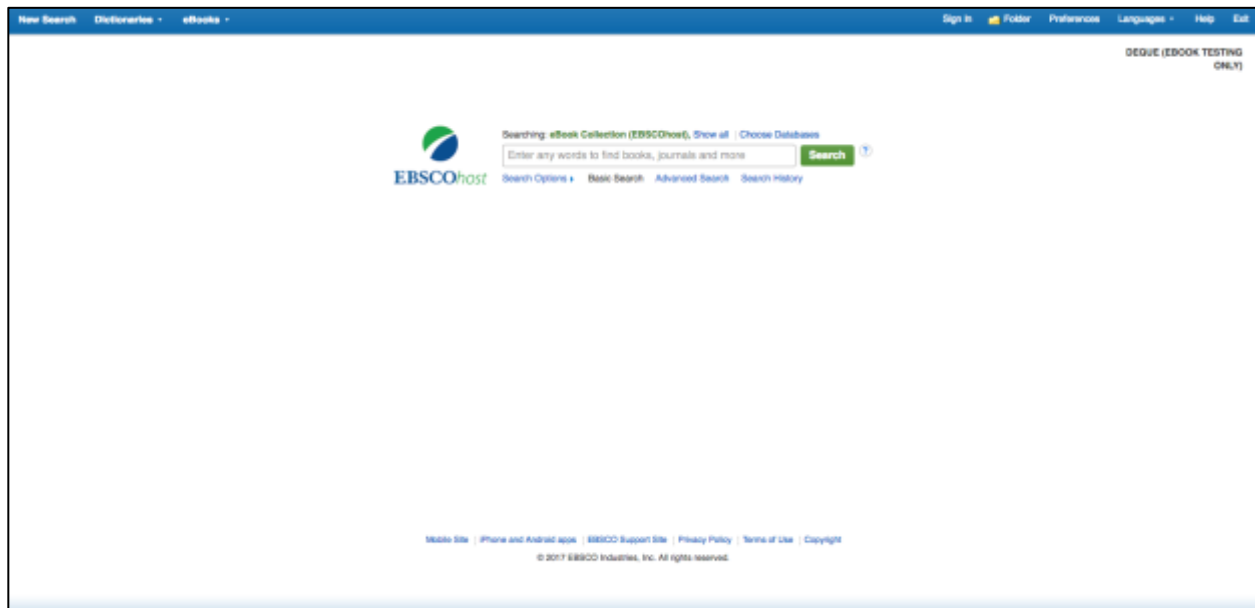 New Search Dictionaries eBooks Sign In Folder Preferences Languages Help Exit
DEQUE (EBOOK TESTING
ONLY)
Searching: eBook Collection (EBSCOhost), Show all | Choose Databases
Enter any words to find books, journals and more Search ?
EBSCOhost
Search Options Basic Search Advanced Search Search History
Mobile Site | iPhone and Android apps | EBSCO Support Site | Privacy Policy | Terms of Use | Copyright
© 2017 EBSCO Industries, Inc. All rights reserved.